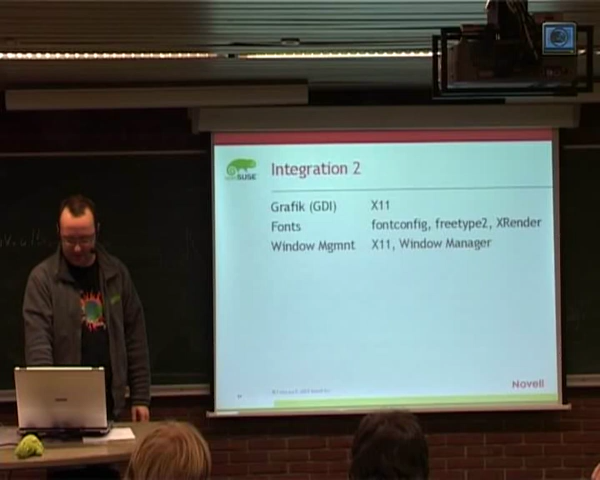 Integration 2
SUSE
Grafik (GDI) X11
Fonts fontconfig, freetype2, XRender
Window Mgmnt X11, Window Manager
Novell